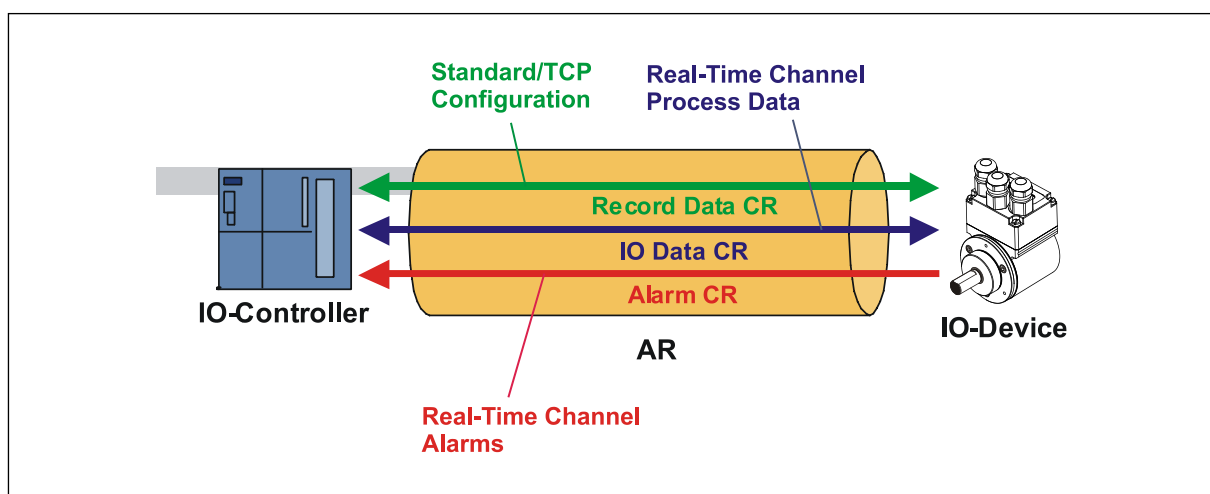 Standard/TCP
Configuration
Real-Time Channel
Process Data
Record Data CR
IO Data CR
Alarm CR
IO-Controller
IO-Device
AR
Real-Time Channel
Alarms